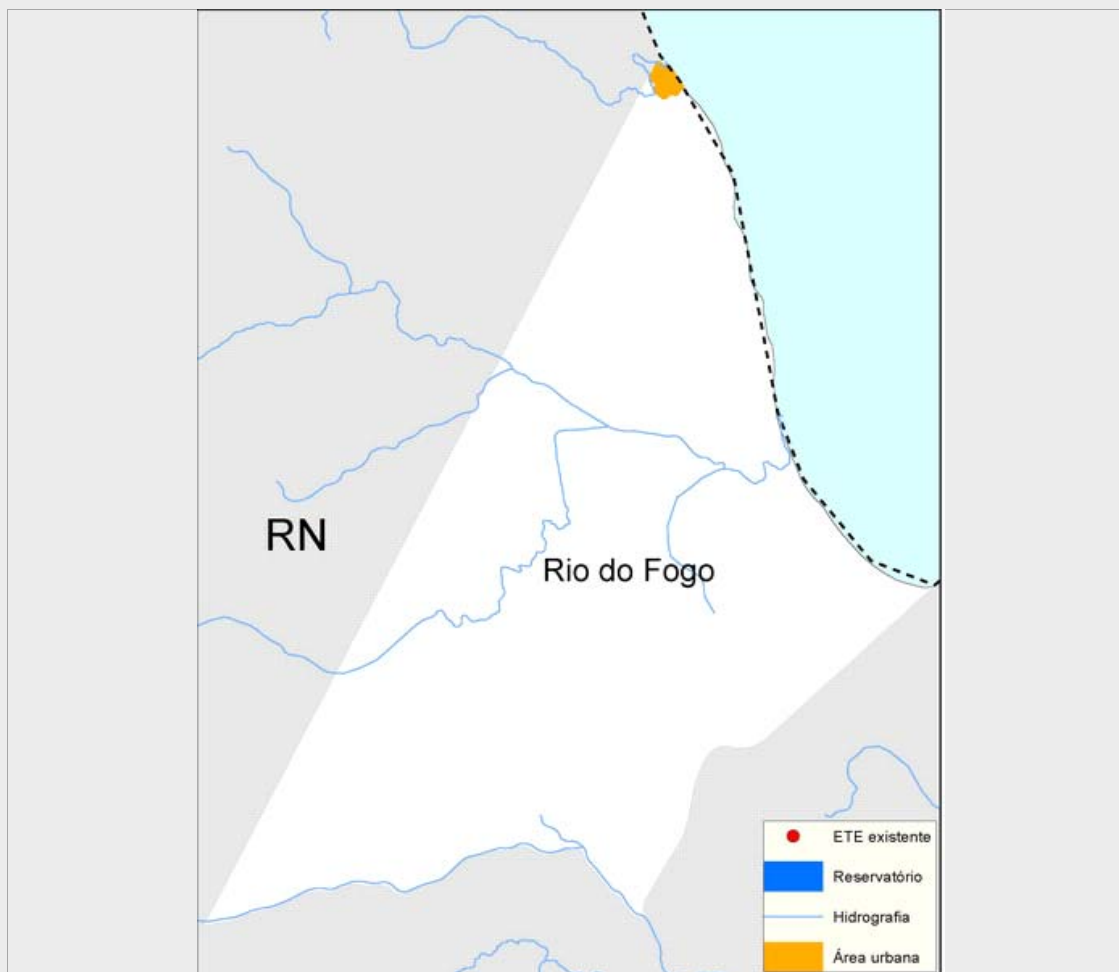 RN
Rio do Fogo
ETE existente
Reservatório
Hidrografia
Área urbana